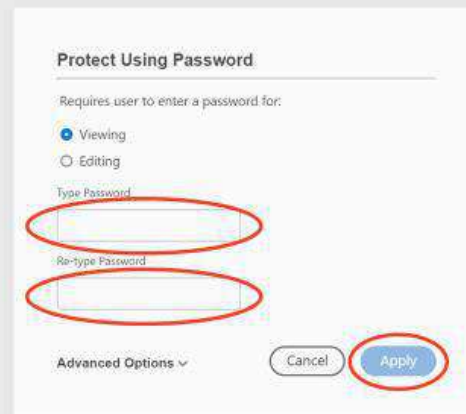 Protect Using Password
Requires user to enter a password for:
Viewing
Editing
Type Password
Re-type Password
Advanced Options
Cancel
Apply